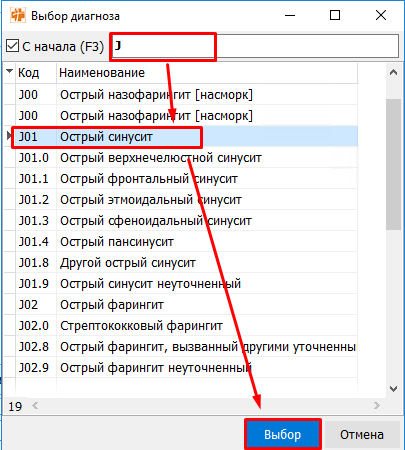 Выбор диагноза
С начала (F3) J
Код Наименование
J00 Острый назофарингит [насморк]
J00 Острый назофарингит [насморк]
J01 Острый синусит
J01.0 Острый верхнечелюстной синусит
J01.1 Острый фронтальный синусит
J01.2 Острый этмоидальный синусит
J01.3 Острый сфеноидальный синусит
J01.4 Острый пансинусит
J01.8 Другой острый синусит
J01.9 Острый синусит неуточненный
J02 Острый фарингит
J02.0 Стрептококковый фарингит
J02.8 Острый фарингит, вызванный другими уточненны
J02.9 Острый фарингит неуточненный
19
Выбор Отмена